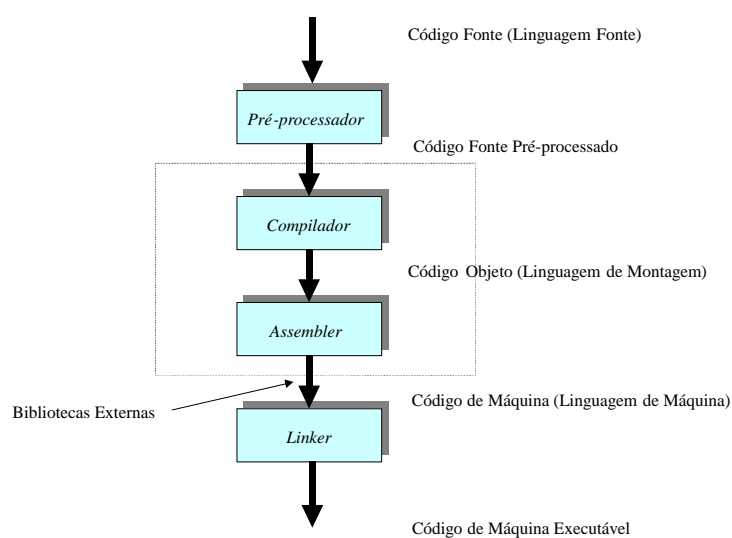 Código Fonte (Linguagem Fonte)
Pré-processador
Código Fonte Pré-processado
Compilador
Código Objeto (Linguagem de Montagem)
Assembler
Bibliotecas Externas
Código de Máquina (Linguagem de Máquina)
Linker
Código de Máquina Executável